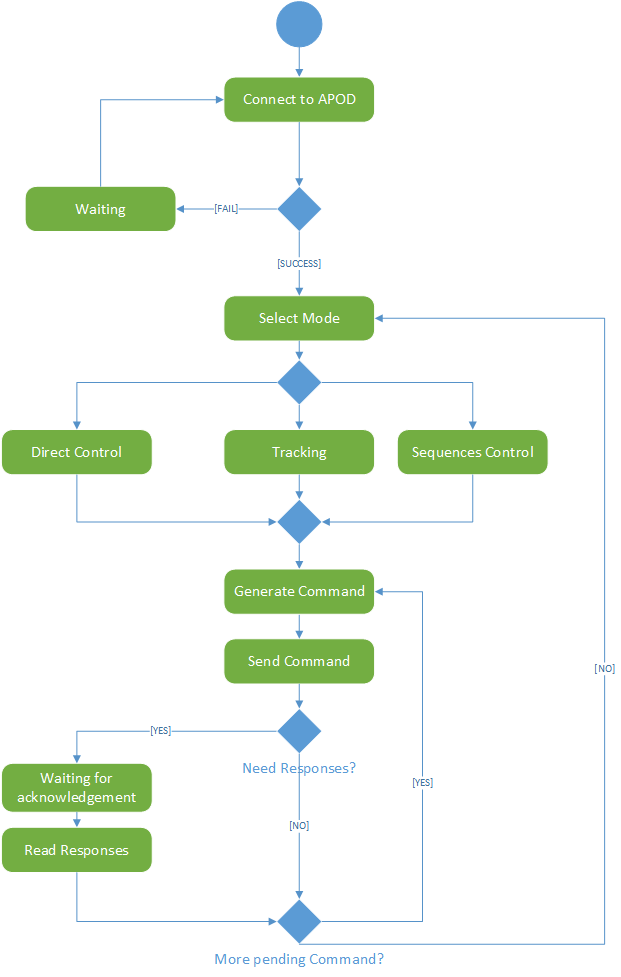 Connect to APOD
Waiting
[FAIL]
[SUCCESS]
Select Mode
Direct Control
Tracking
Sequences Control
Generate Command
Send Command
[NO]
[YES]
Need Responses?
Waiting for
acknowledgement
[YES]
[NO]
Read Responses
More pending Command?